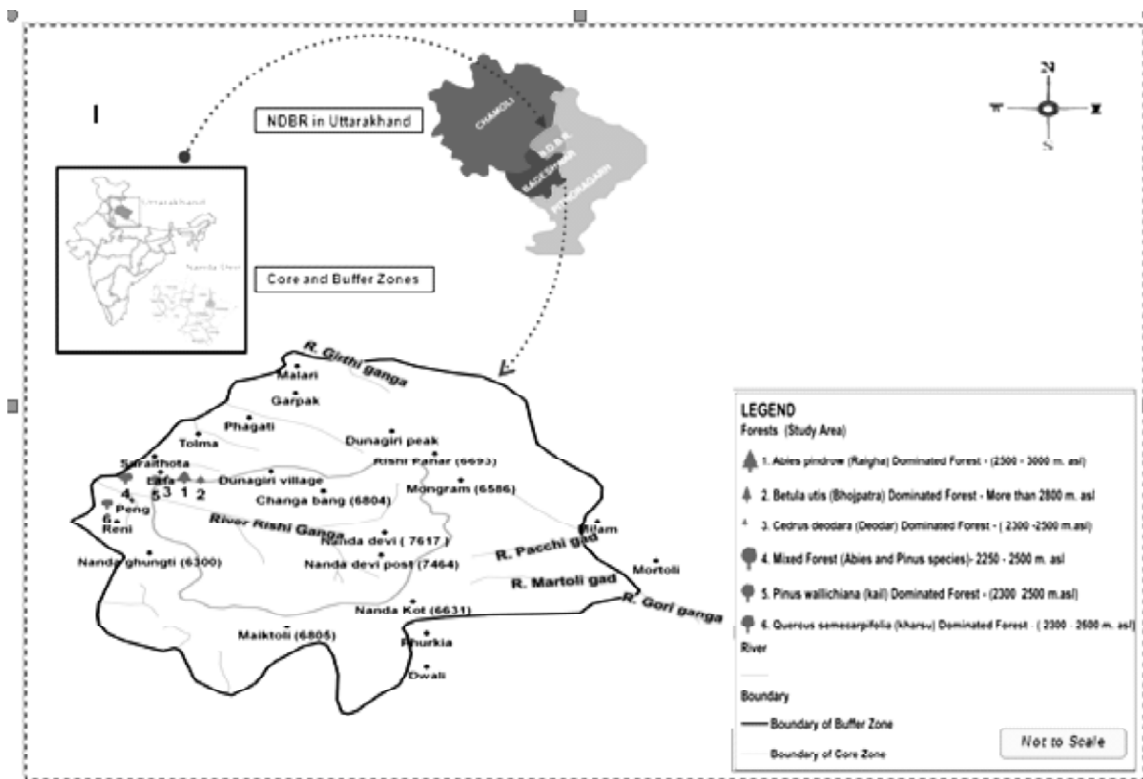 N
S
NDBR in Uttarakhand
CHAMOLI
PITHORAGARH
Uttarakhand
Nanda Devi
Core and Buffer Zones
R. Girthi ganga
Malari
Garpak
Phagati
Tolma
Dunagiri peak
Saraithota
Lata
Dunagiri village
Changa bang (6804)
Mongram (6586)
4
5
3
1
2
Peng
6
Reni
River Rishi Ganga
Nanda devi ( 7617)
Nanda devi post (7464)
Nanda ghungti (6300)
Milam
R. Pacchi gad
Mortoli
R. Martoli gad
R. Gori ganga
Nanda Kot (6631)
Maiktoli (6805)
Dwali
LEGEND
Forests (Study Area)
1. Abies pindrow (Raigha) Dominated Forest - (2500 - 3000 m. asl)
2. Betula utis (Bhojpatra) Dominated Forest - More than 2800 m. asl
3. Cedrus deodara (Deodar) Dominated Forest - ( 2300 -2500 m.asl)
4. Mixed Forest (Abies and Pinus species)- 2250 - 2500 m. asl
5. Pinus wallichiana (kail) Dominated Forest - (2300 2500 m.asl)
6. Quercus semecarpifolia (kharsu) Dominated Forest - ( 2300 - 2600 m. asl)
River
Boundary
Boundary of Buffer Zone
Boundary of Core Zone
Not to Scale